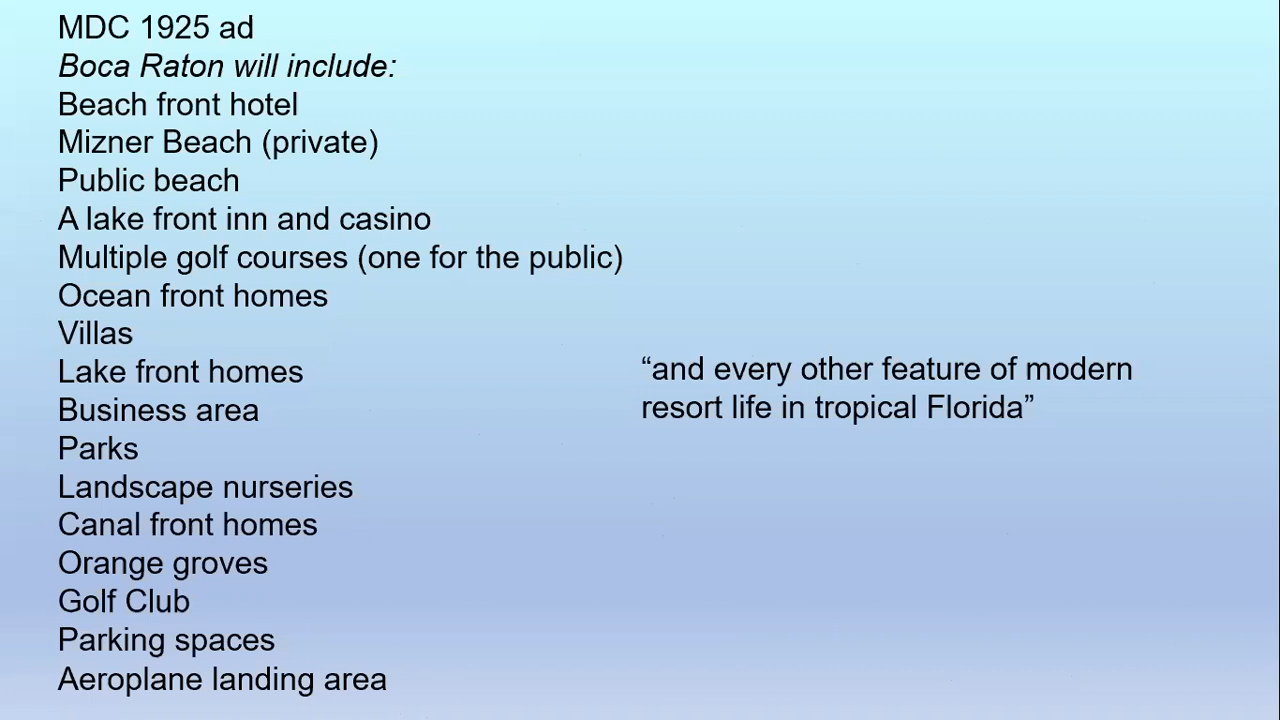 MDC 1925 ad
Boca Raton will include:
Beach front hotel
Mizner Beach (private)
Public beach
A lake front inn and casino
Multiple golf courses (one for the public)
Ocean front homes
Villas
Lake front homes
Business area
Parks
Landscape nurseries
Canal front homes
Orange groves
Golf Club
Parking spaces
Aeroplane landing area
“and every other feature of modern
resort life in tropical Florida”